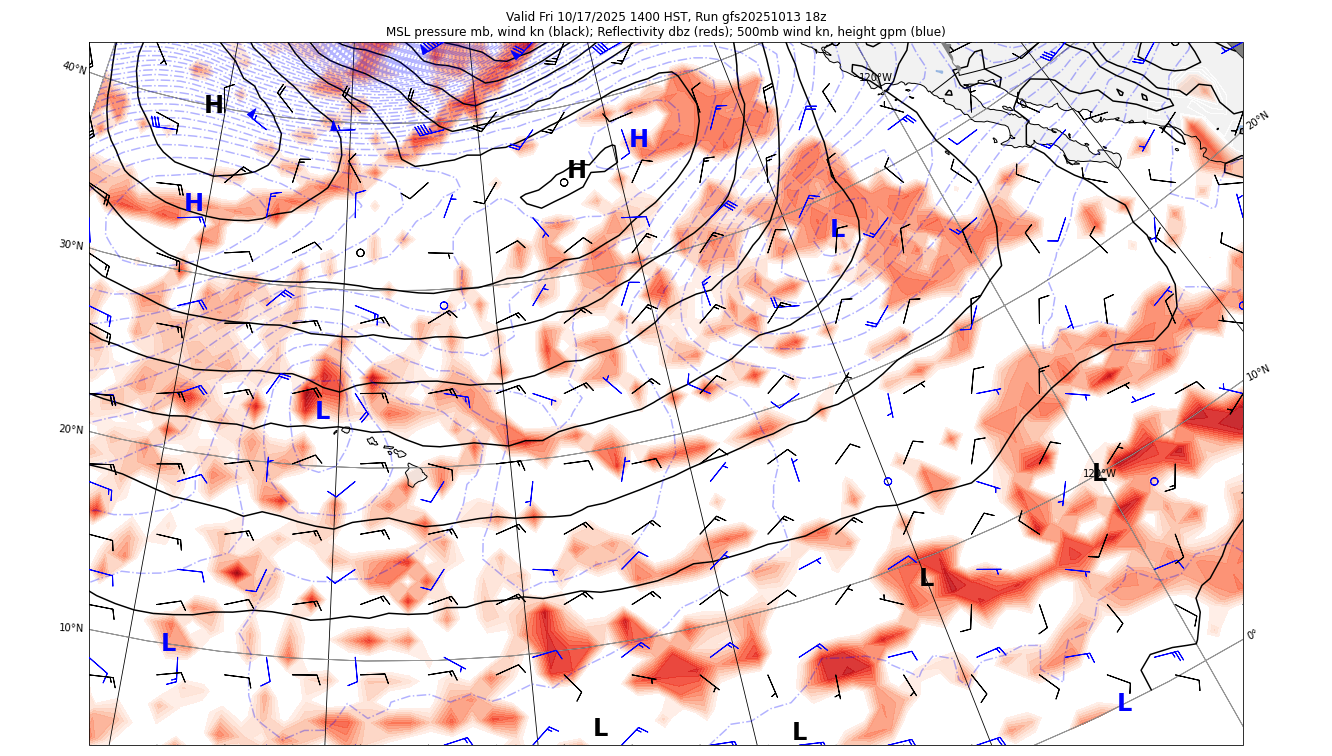 Valid Fri 10/17/2025 1400 HST, Run gfs20251013 18z
MSL pressure mb, wind kn (black); Reflectivity dbz (reds); 500mb wind kn, height gpm (blue)
40°N
120°W
20°N
H
H
H
H
L
30°N
10°N
L
20°N
L
120°W
L
10°N
0°
L
L
L
L